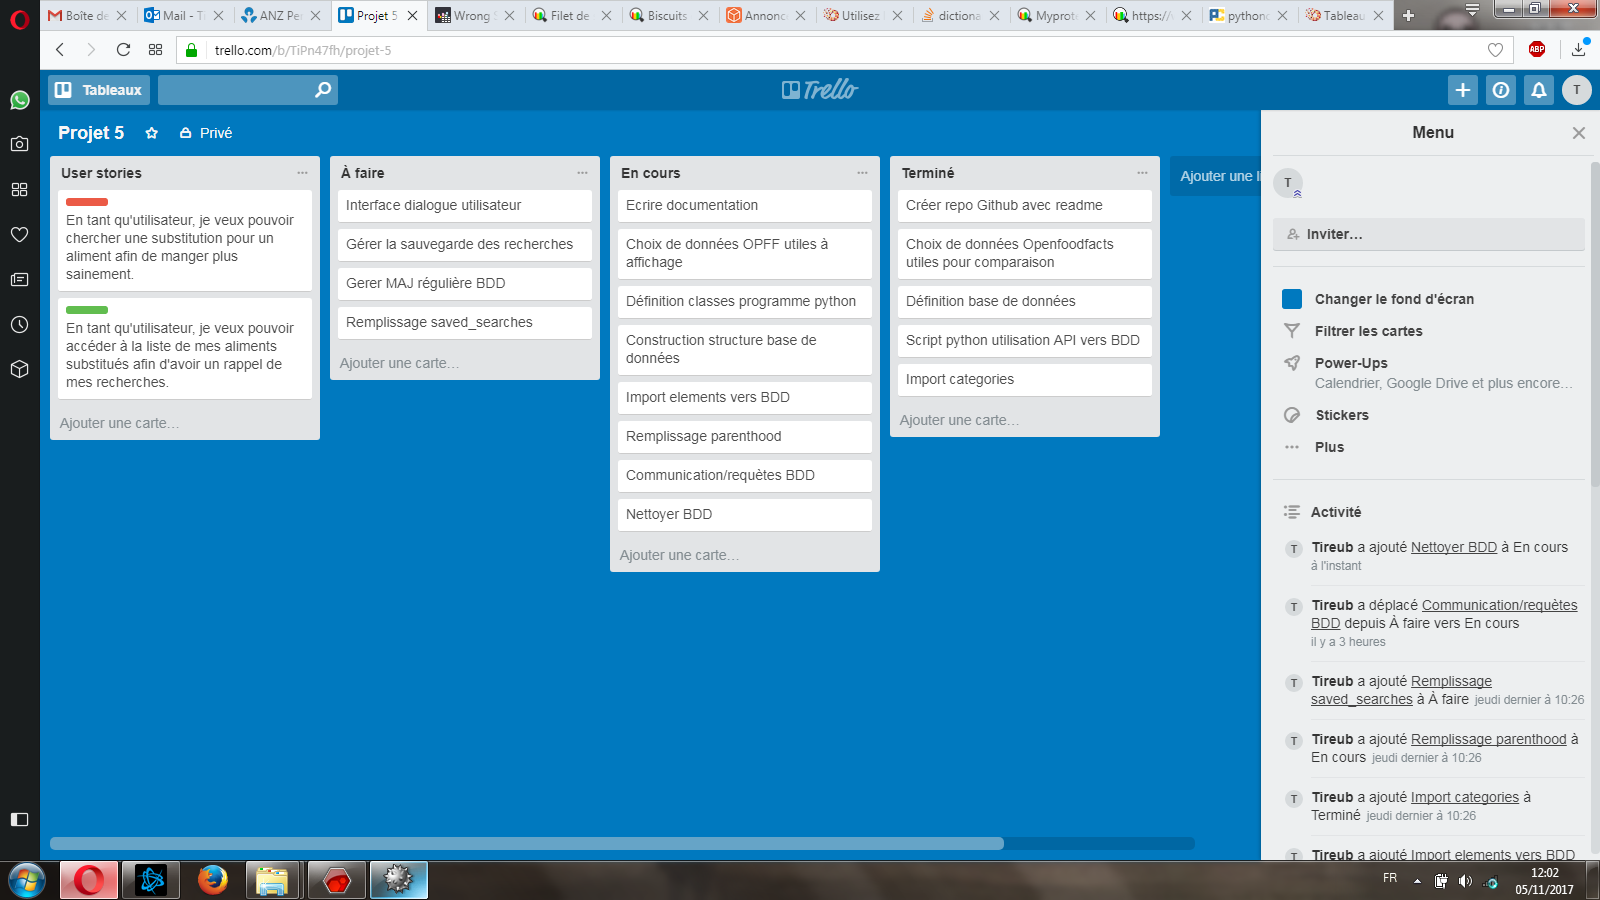 Boîte de
Mail - Ti
ANZ Per
Projet 5
Wrong S
Filet de
Biscuits
Annonc
Utilisez
dictiona
Myprote
https://
pythonc
Tableau
trello.com/b/TiPn47fh/projet-5
ABP
Tableaux
Trello
T
Projet 5
Privé
User stories
En tant qu'utilisateur, je veux pouvoir
chercher une substitution pour un
aliment afin de manger plus
sainement.
En tant qu'utilisateur, je veux pouvoir
accéder à la liste de mes aliments
substitués afin d'avoir un rappel de
mes recherches.
Ajouter une carte…
À faire
Interface dialogue utilisateur
Gérer la sauvegarde des recherches
Gerer MAJ régulière BDD
Remplissage saved_searches
Ajouter une carte…
En cours
Ecrire documentation
Choix de données OPFF utiles à
affichage
Définition classes programme python
Construction structure base de
données
Import elements vers BDD
Remplissage parenthood
Communication/requètes BDD
Nettoyer BDD
Ajouter une carte…
Terminé
Créer repo Github avec readme
Choix de données Openfoodfacts
utiles pour comparaison
Définition base de données
Script python utilisation API vers BDD
Import categories
Ajouter une carte…
Ajouter une li
Menu
T
Inviter…
Changer le fond d'écran
Filtrer les cartes
Power-Ups
Calendrier, Google Drive et plus encore…
Stickers
Plus
Activité
T Tireub a ajouté Nettoyer BDD à En cours
à l'instant
T Tireub a déplacé Communication/requètes
BDD depuis À faire vers En cours
il y a 3 heures
T Tireub a ajouté Remplissage
saved_searches à À faire jeudi dernier à 10:26
T Tireub a ajouté Remplissage parenthood à
En cours jeudi dernier à 10:26
T Tireub a ajouté Import categories à
Terminé jeudi dernier à 10:26
T Tireub a ajouté Import elements vers BDD
FR
12:02
05/11/2017